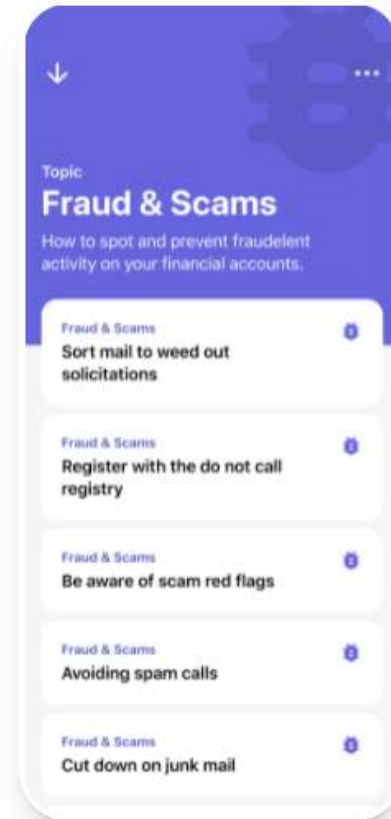 Topic
Fraud & Scams
How to spot and prevent fraudelent
activity on your financial accounts.
Fraud & Scams
Sort mail to weed out
solicitations
Fraud & Scams
Register with the do not call
registry
Fraud & Scams
Be aware of scam red flags
Fraud & Scams
Avoiding spam calls
Fraud & Scams
Cut down on junk mail